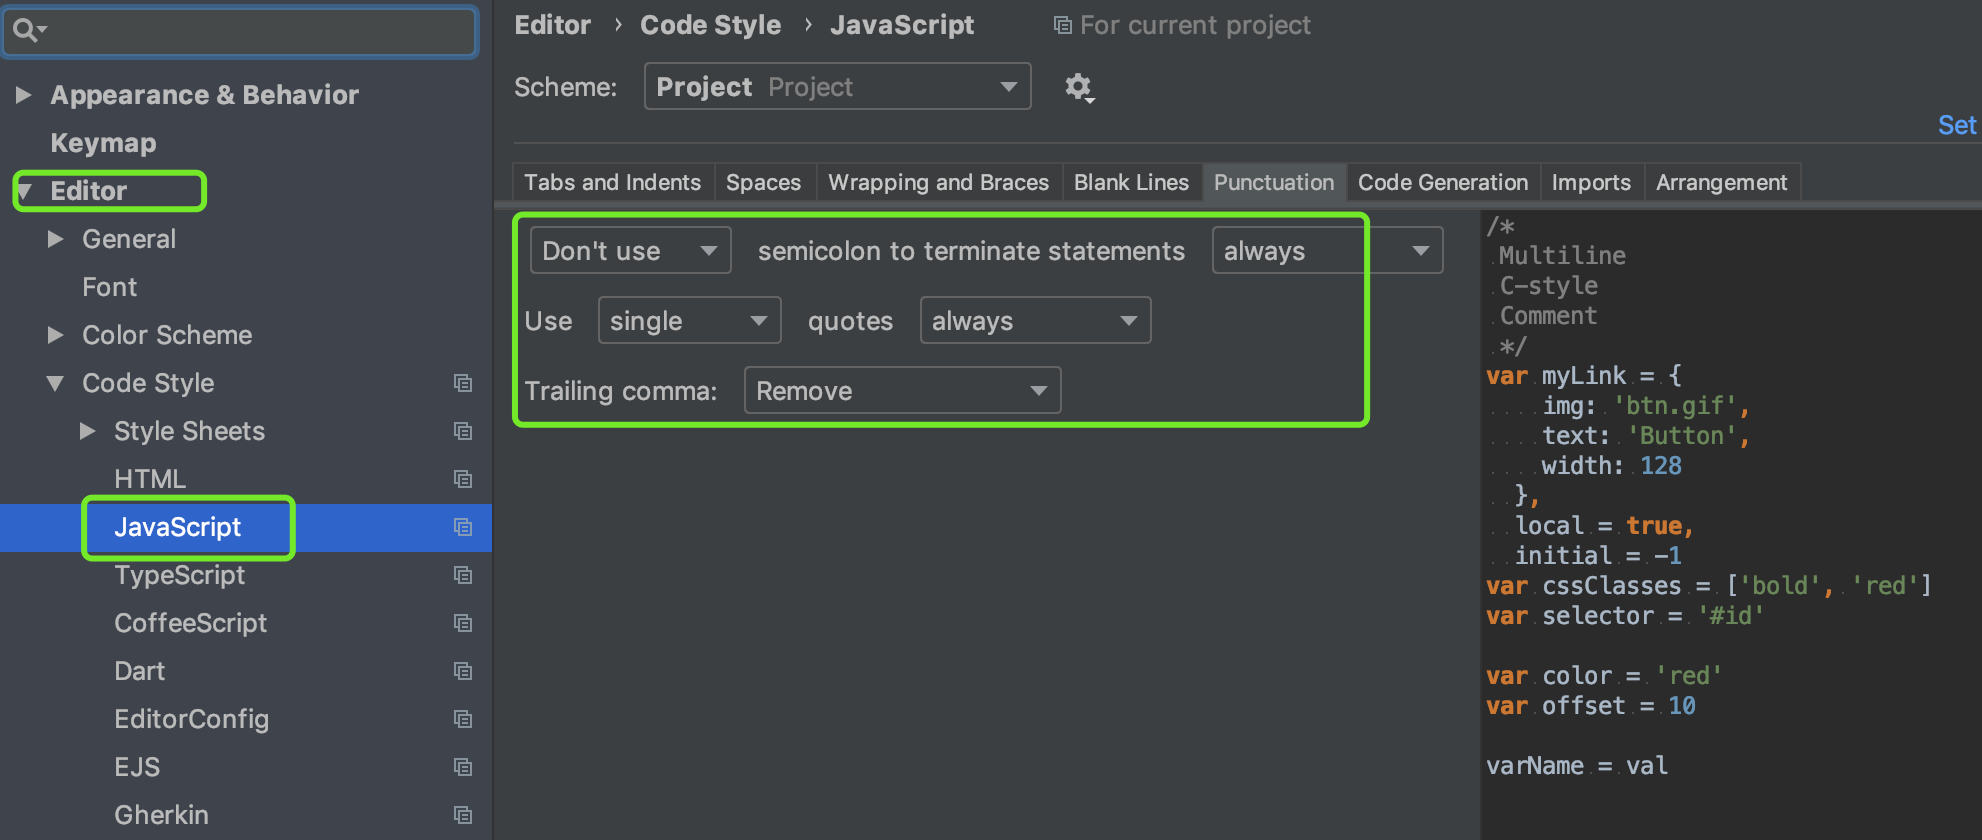 Appearance & Behavior
Keymap
Editor
General
Font
Color Scheme
Code Style
Style Sheets
HTML
JavaScript
TypeScript
CoffeeScript
Dart
EditorConfig
EJS
Gherkin
Editor › Code Style › JavaScript For current project
Scheme: Project Project
Set
Tabs and Indents Spaces Wrapping and Braces Blank Lines Punctuation Code Generation Imports Arrangement
Don't use semicolon to terminate statements always
Use single quotes always
Trailing comma: Remove
/*
Multiline
C-style
Comment
*/
var myLink = {
img: 'btn.gif',
text: 'Button',
width: 128
},
local = true,
initial = -1
var cssClasses = ['bold', 'red']
var selector = '#id'
var color = 'red'
var offset = 10
varName = val